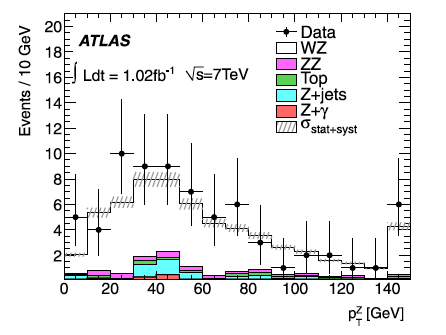 ATLAS
∫ Ldt = 1.02fb⁻¹ √s=7TeV
Data
WZ
ZZ
Top
Z+jets
Z+γ
σstat+syst
Events / 10 GeV
20
18
16
14
12
10
8
6
4
2
0 20 40 60 80 100 120 140
p_T^Z [GeV]